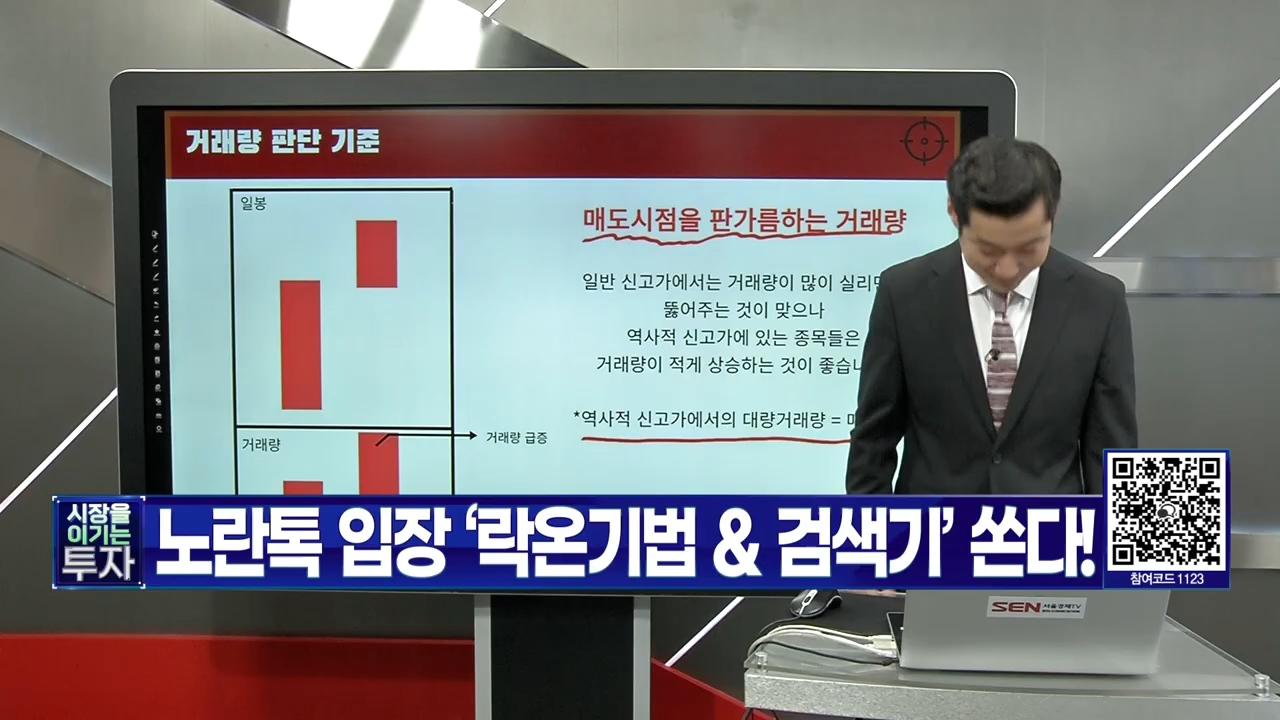 거래량 판단 기준
일봉
매도시점을 판가름하는 거래량
일반 신고가에서는 거래량이 많이 실리
뚫어주는 것이 맞으나
역사적 신고가에 있는 종목들은
거래량이 적게 상승하는 것이 좋습
*역사적 신고가에서의 대량거래량 =
거래량
거래량 급증
시장을
이기는
투자
노란톡 입장 ‘락온기법 & 검색기’ 쏜다!
참여코드 1123
SEN 서울경제TV